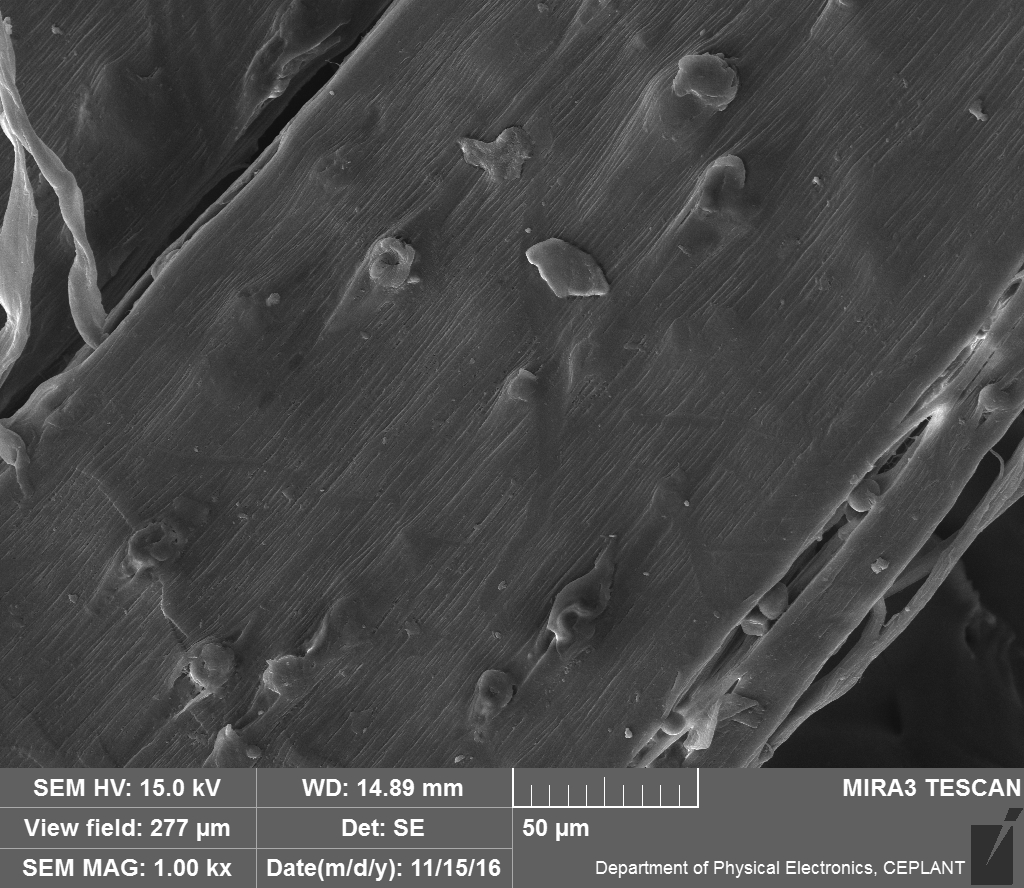 SEM HV: 15.0 kV
WD: 14.89 mm
MIRA3 TESCAN
View field: 277 µm
Det: SE
50 µm
SEM MAG: 1.00 kx
Date(m/d/y): 11/15/16
Department of Physical Electronics, CEPLANT